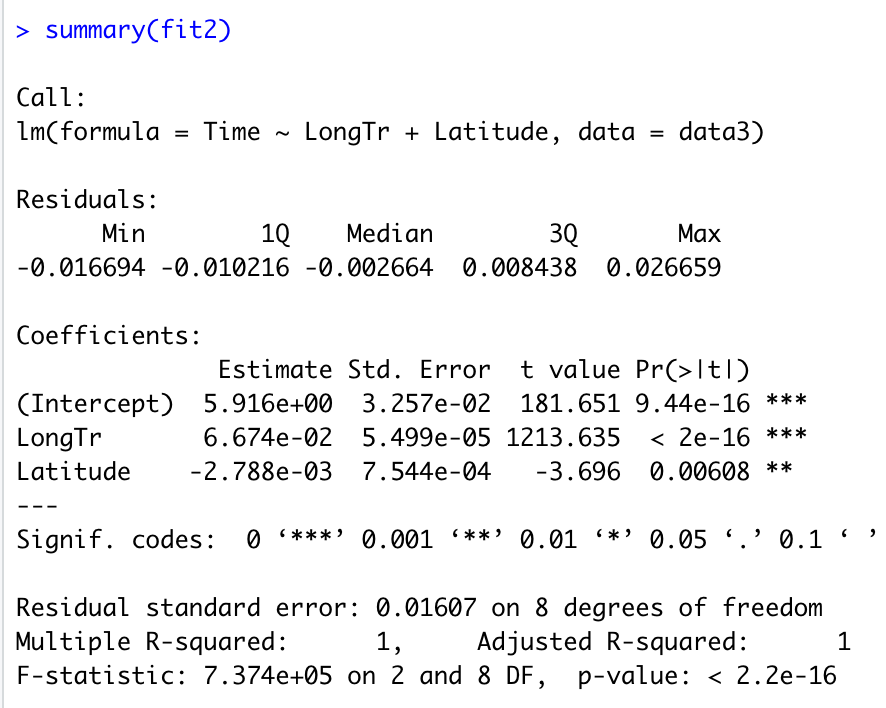 > summary(fit2)
Call:
lm(formula = Time ~ LongTr + Latitude, data = data3)
Residuals:
Min 1Q Median 3Q Max
-0.016694 -0.010216 -0.002664 0.008438 0.026659
Coefficients:
Estimate Std. Error t value Pr(>|t|)
(Intercept) 5.916e+00 3.257e-02 181.651 9.44e-16 ***
LongTr 6.674e-02 5.499e-05 1213.635 < 2e-16 ***
Latitude -2.788e-03 7.544e-04 -3.696 0.00608 **
---
Signif. codes: 0 ‘***’ 0.001 ‘**’ 0.01 ‘*’ 0.05 ‘.’ 0.1 ‘ ’
Residual standard error: 0.01607 on 8 degrees of freedom
Multiple R-squared: 1, Adjusted R-squared: 1
F-statistic: 7.374e+05 on 2 and 8 DF, p-value: < 2.2e-16